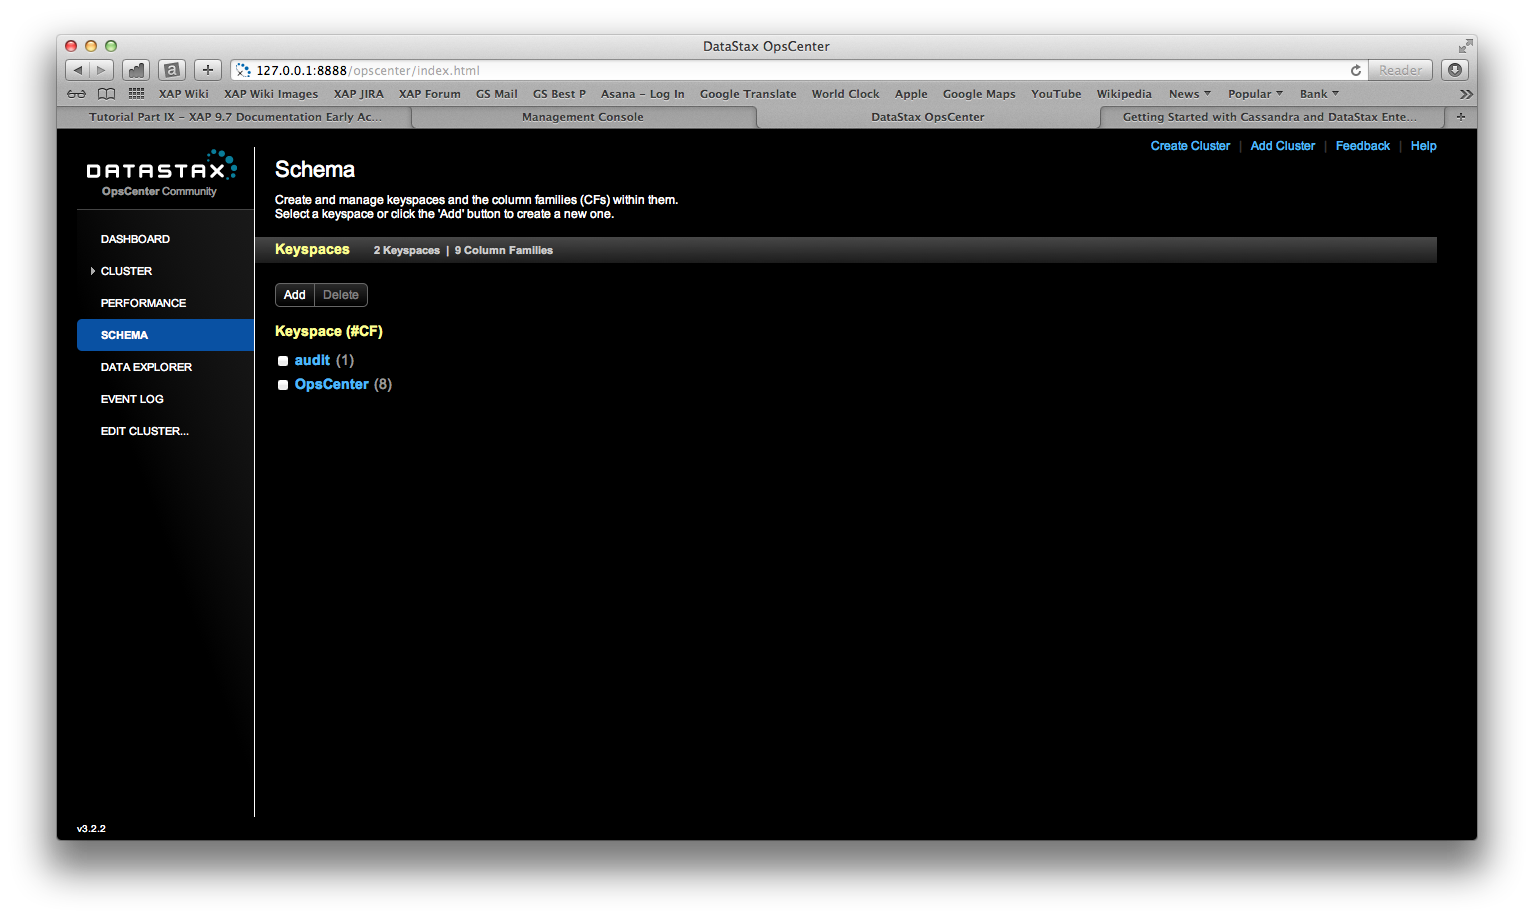 DataStax OpsCenter
127.0.0.1:8888/opscenter/index.html
Reader
XAP Wiki XAP Wiki Images XAP JIRA XAP Forum GS Mail GS Best P Asana – Log In Google Translate World Clock Apple Google Maps YouTube Wikipedia News Popular Bank
Tutorial Part IX – XAP 9.7 Documentation Early Ac... Management Console DataStax OpsCenter Getting Started with Cassandra and DataStax Ente...
Create Cluster | Add Cluster | Feedback | Help
DATASTAX
OpsCenter Community
DASHBOARD
CLUSTER
PERFORMANCE
SCHEMA
DATA EXPLORER
EVENT LOG
EDIT CLUSTER...
v3.2.2
Schema
Create and manage keyspaces and the column families (CFs) within them.
Select a keyspace or click the 'Add' button to create a new one.
Keyspaces 2 Keyspaces | 9 Column Families
Add Delete
Keyspace (#CF)
audit (1)
OpsCenter (8)